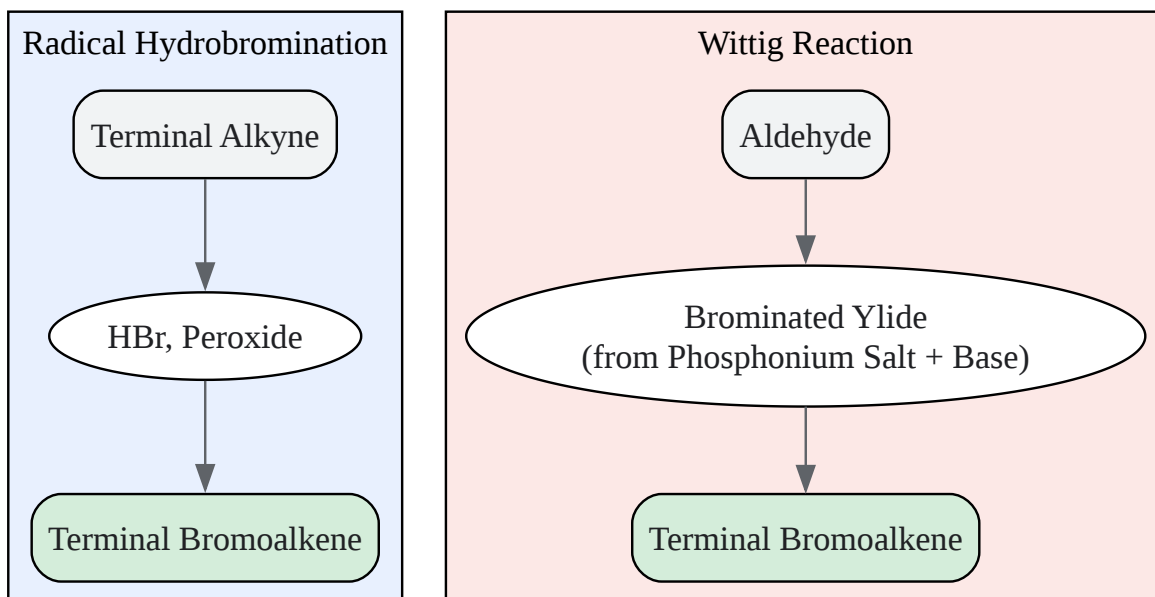 Radical Hydrobromination
Terminal Alkyne
HBr, Peroxide
Terminal Bromoalkene
Wittig Reaction
Aldehyde
Brominated Ylide
(from Phosphonium Salt + Base)
Terminal Bromoalkene